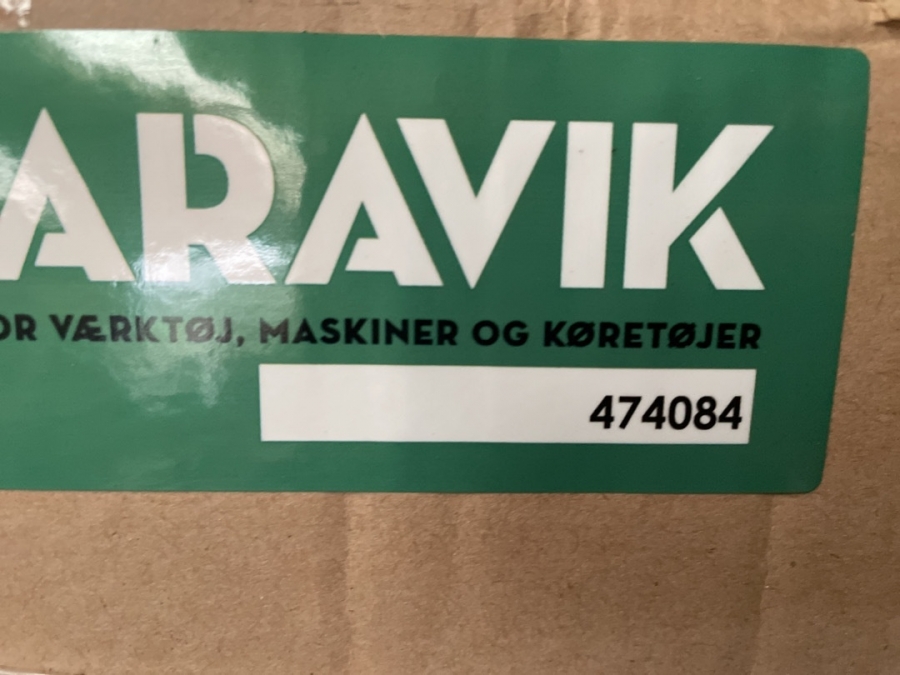 ARAVIK
OR VÆRKTØJ, MASKINER OG KØRETØJER
474084